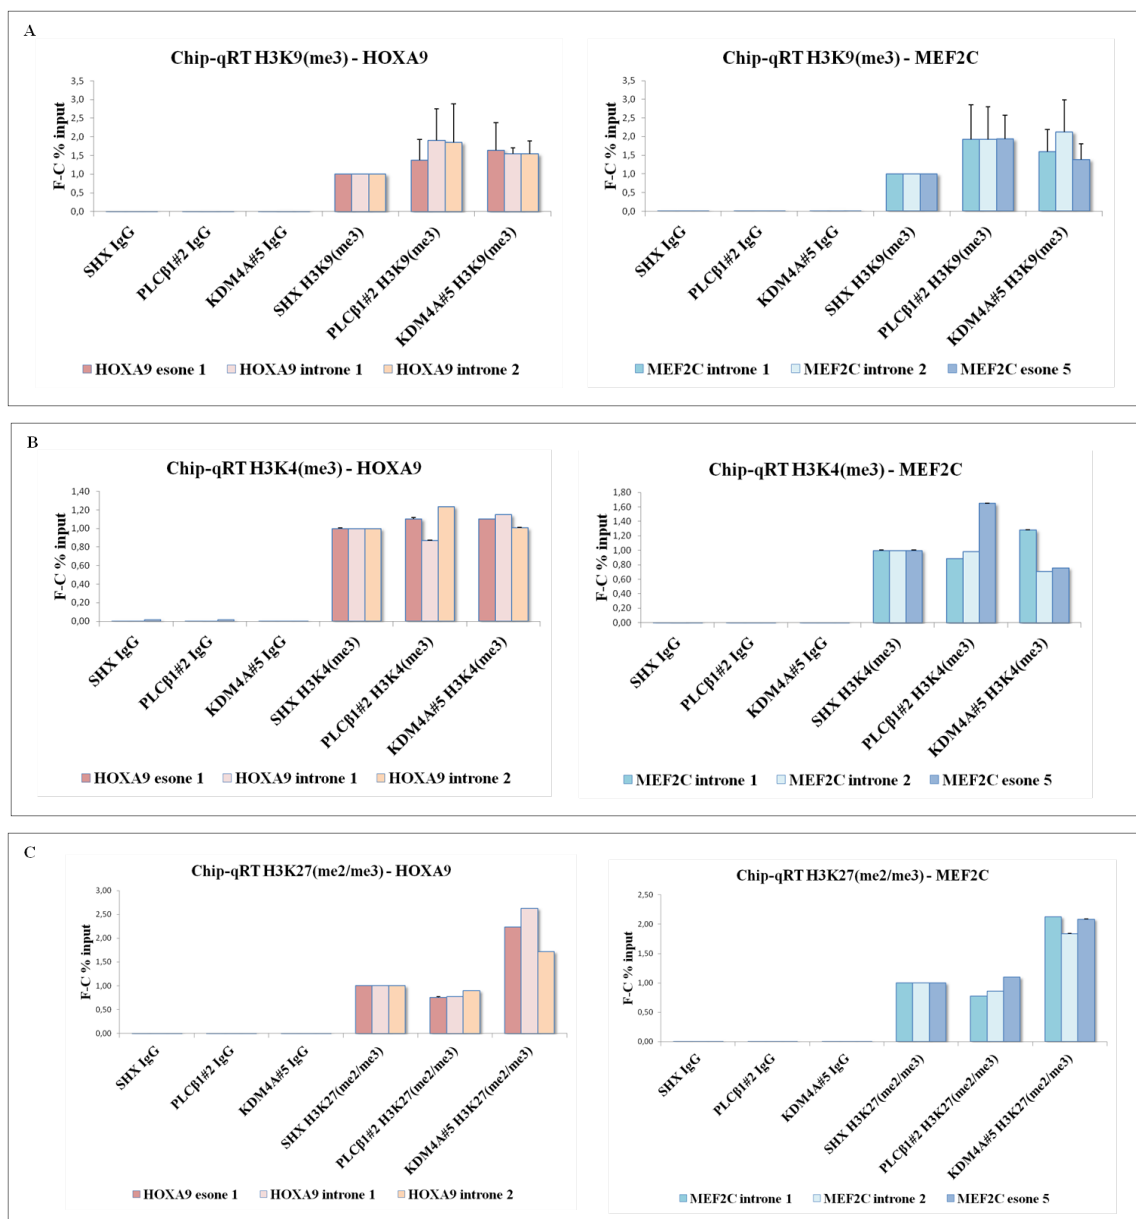 A
Chip-qRT H3K9(me3) - HOXA9
F-C % input
3,5
3,0
2,5
2,0
1,5
1,0
0,5
0,0
SHX IgG
PLCβ1#2 IgG
KDM4A#5 IgG
SHX H3K9(me3)
PLCβ1#2 H3K9(me3)
KDM4A#5 H3K9(me3)
HOXA9 esone 1 HOXA9 introne 1 HOXA9 introne 2
Chip-qRT H3K9(me3) - MEF2C
F-C % input
3,5
3,0
2,5
2,0
1,5
1,0
0,5
0,0
SHX IgG
PLCβ1#2 IgG
KDM4A#5 IgG
SHX H3K9(me3)
PLCβ1#2 H3K9(me3)
KDM4A#5 H3K9(me3)
MEF2C introne 1 MEF2C introne 2 MEF2C esone 5
B
Chip-qRT H3K4(me3) - HOXA9
F-C % input
1,40
1,20
1,00
0,80
0,60
0,40
0,20
0,00
SHX IgG
PLCβ1#2 IgG
KDM4A#5 IgG
SHX H3K4(me3)
PLCβ1#2 H3K4(me3)
KDM4A#5 H3K4(me3)
HOXA9 esone 1 HOXA9 introne 1 HOXA9 introne 2
Chip-qRT H3K4(me3) - MEF2C
F-C % input
1,80
1,60
1,40
1,20
1,00
0,80
0,60
0,40
0,20
0,00
SHX IgG
PLCβ1#2 IgG
KDM4A#5 IgG
SHX H3K4(me3)
PLCβ1#2 H3K4(me3)
KDM4A#5 H3K4(me3)
MEF2C introne 1 MEF2C introne 2 MEF2C esone 5
C
Chip-qRT H3K27(me2/me3) - HOXA9
F-C % input
3,00
2,50
2,00
1,50
1,00
0,50
0,00
SHX IgG
PLCβ1#2 IgG
KDM4A#5 IgG
SHX H3K27(me2/me3)
PLCβ1#2 H3K27(me2/me3)
KDM4A#5 H3K27(me2/me3)
HOXA9 esone 1 HOXA9 introne 1 HOXA9 introne 2
Chip-qRT H3K27(me2/me3) - MEF2C
F-C % input
2,50
2,00
1,50
1,00
0,50
0,00
SHX IgG
PLCβ1#2 IgG
KDM4A#5 IgG
SHX H3K27(me2/me3)
PLCβ1#2 H3K27(me2/me3)
KDM4A#5 H3K27(me2/me3)
MEF2C introne 1 MEF2C introne 2 MEF2C esone 5